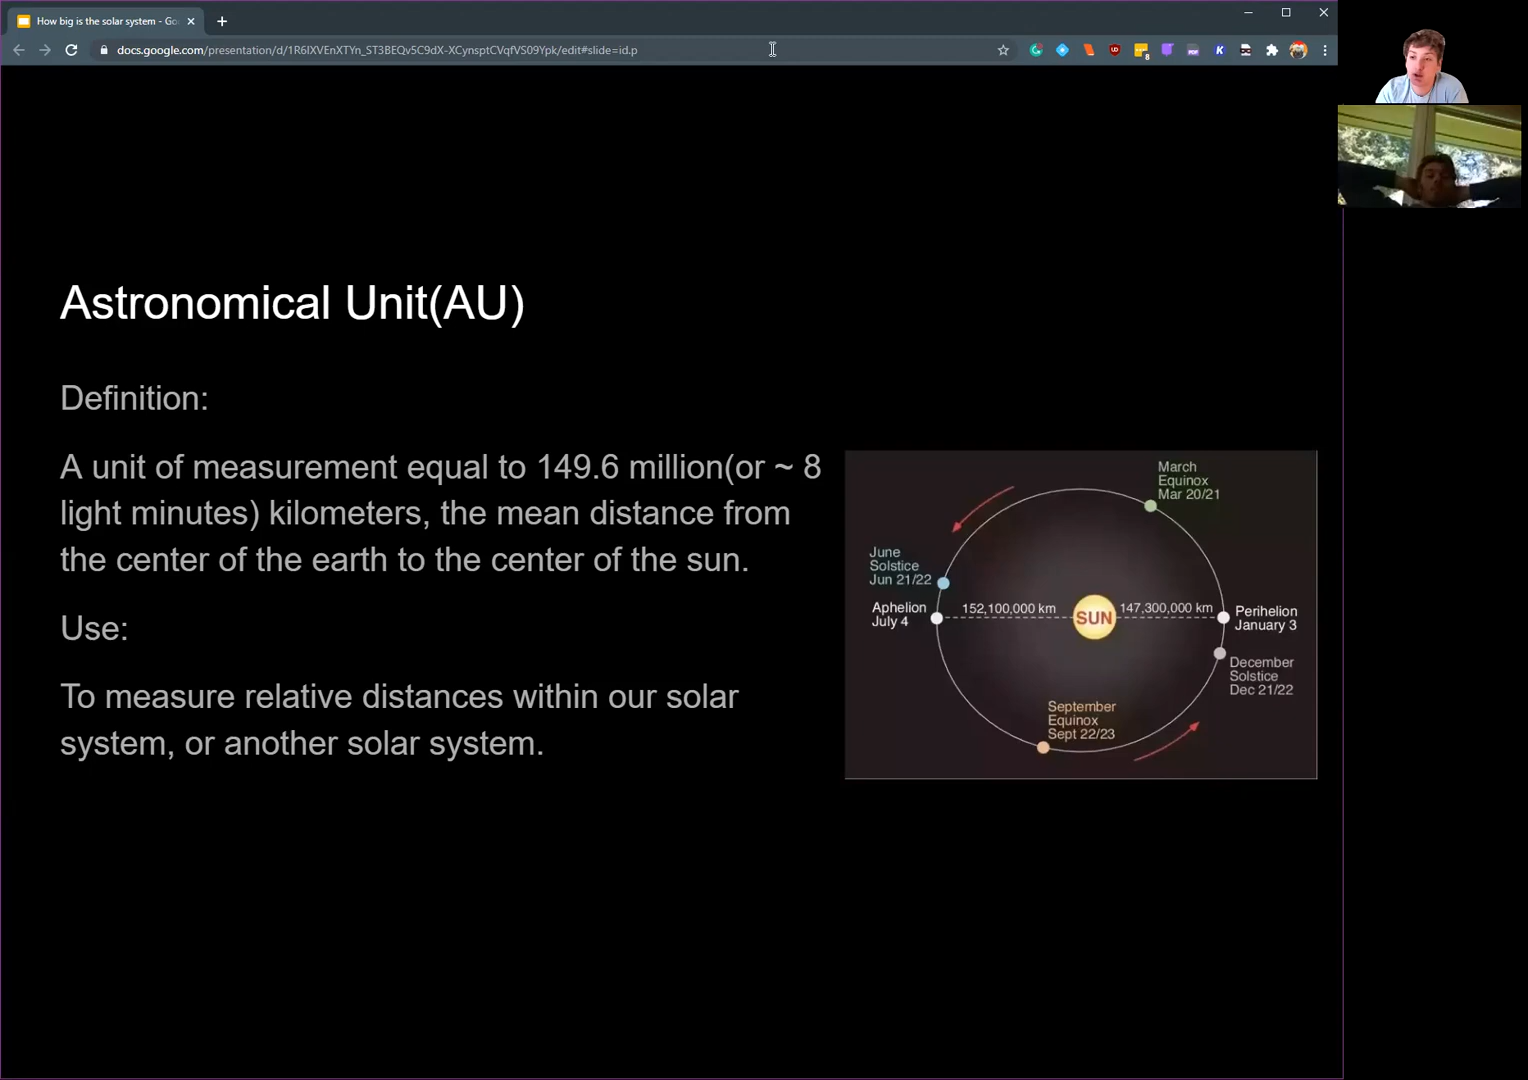 How big is the solar system - Go
docs.google.com/presentation/d/1R6IXVEnXTYn_ST3BEQv5C9dX-XCynsptCVqfVS09Ypk/edit#slide=id.p
Astronomical Unit(AU)
Definition:
A unit of measurement equal to 149.6 million(or ~ 8
light minutes) kilometers, the mean distance from
the center of the earth to the center of the sun.
Use:
To measure relative distances within our solar
system, or another solar system.
March
Equinox
Mar 20/21
June
Solstice
Jun 21/22
Aphelion
July 4
152,100,000 km
SUN
147,300,000 km
Perihelion
January 3
December
Solstice
Dec 21/22
September
Equinox
Sept 22/23